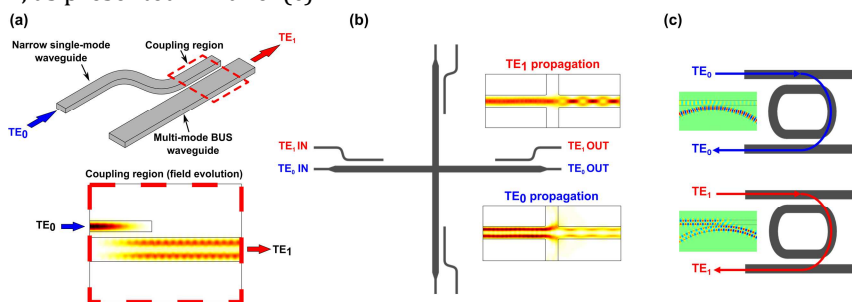 (a)
Narrow single-mode
waveguide
Coupling region
TE1
TE0
Multi-mode BUS
waveguide
Coupling region (field evolution)
TE0
TE1
(b)
TE1 propagation
TE1 IN
TE0 IN
TE1 OUT
TE0 OUT
TE0 propagation
(c)
TE0
TE0
TE1
TE1